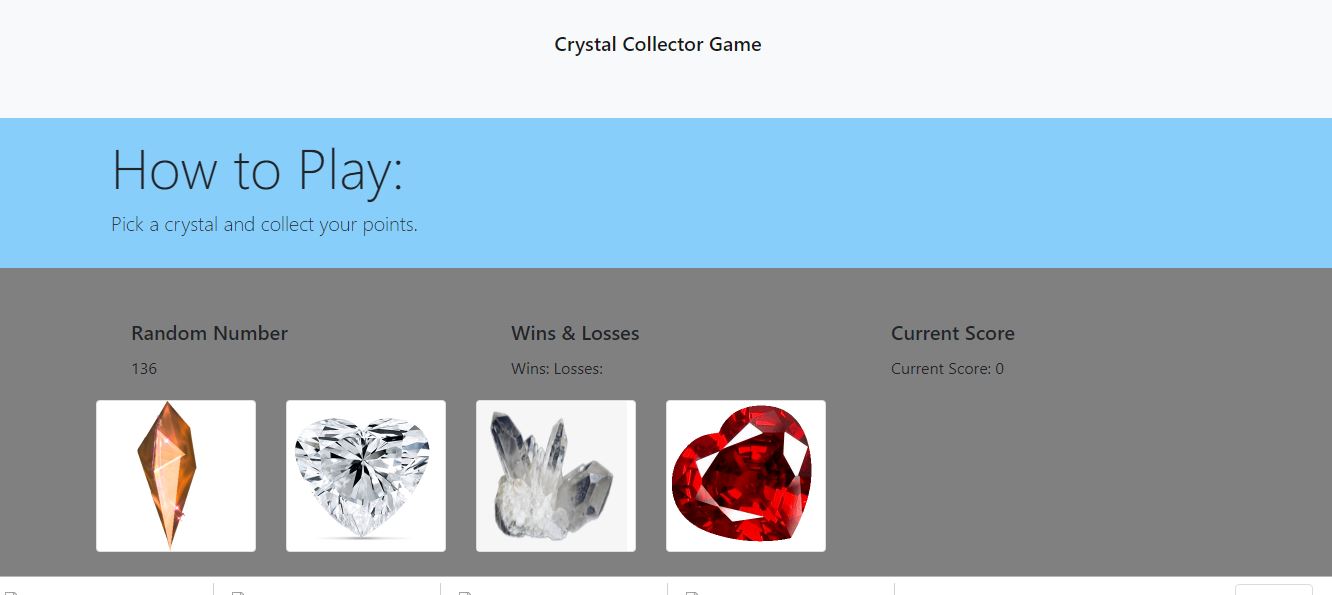 Crystal Collector Game
How to Play:
Pick a crystal and collect your points.
Random Number
136
Wins & Losses
Wins: Losses:
Current Score
Current Score: 0